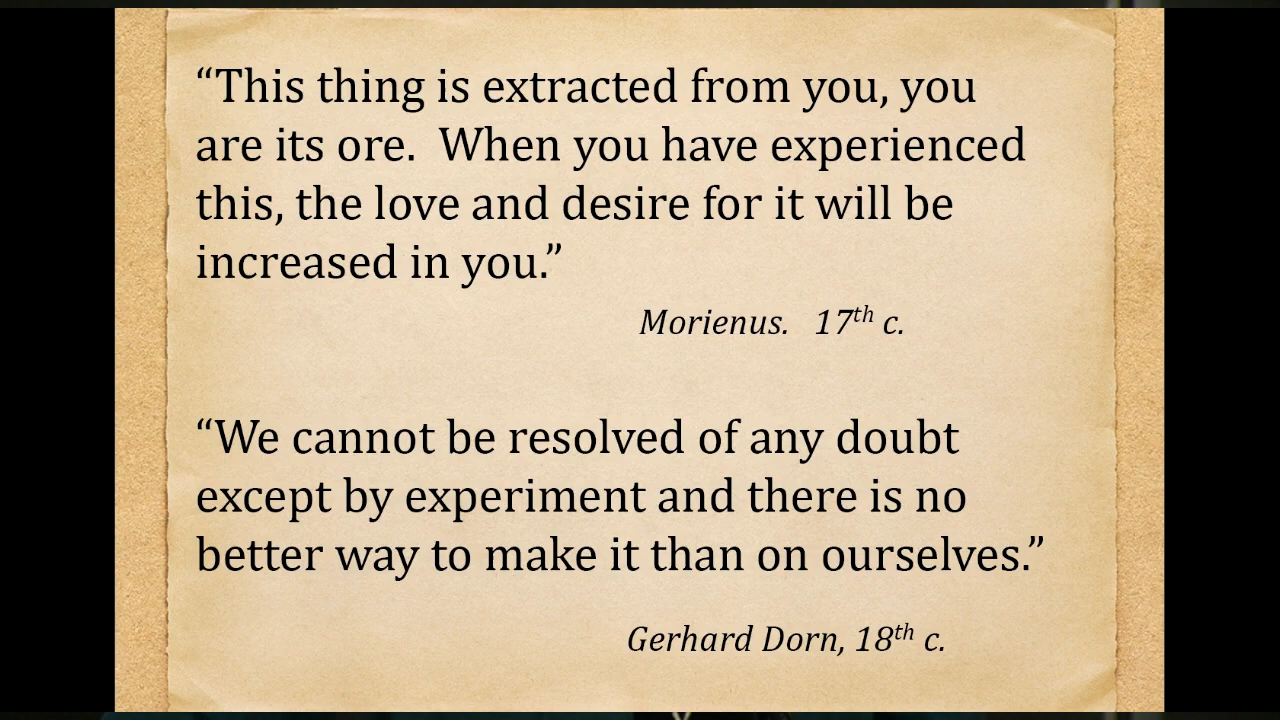 “This thing is extracted from you, you
are its ore.  When you have experienced
this, the love and desire for it will be
increased in you.”
Morienus.   17th c.
“We cannot be resolved of any doubt
except by experiment and there is no
better way to make it than on ourselves.”
Gerhard Dorn, 18th c.